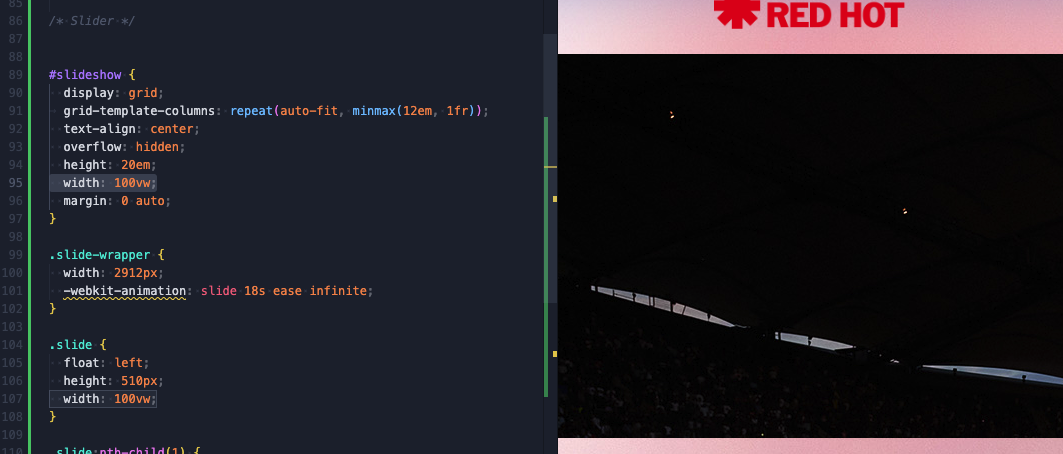 85
86 /* Slider */
87
88
89 #slideshow {
90 display: grid;
91 grid-template-columns: repeat(auto-fit, minmax(12em, 1fr));
92 text-align: center;
93 overflow: hidden;
94 height: 20em;
95 width: 100vw;
96 margin: 0 auto;
97 }
98
99 .slide-wrapper {
100 width: 2912px;
101 -webkit-animation: slide 18s ease infinite;
102 }
103
104 .slide {
105 float: left;
106 height: 510px;
107 width: 100vw;
108 }
109
110 .slide:nth-child(1) {
RED HOT